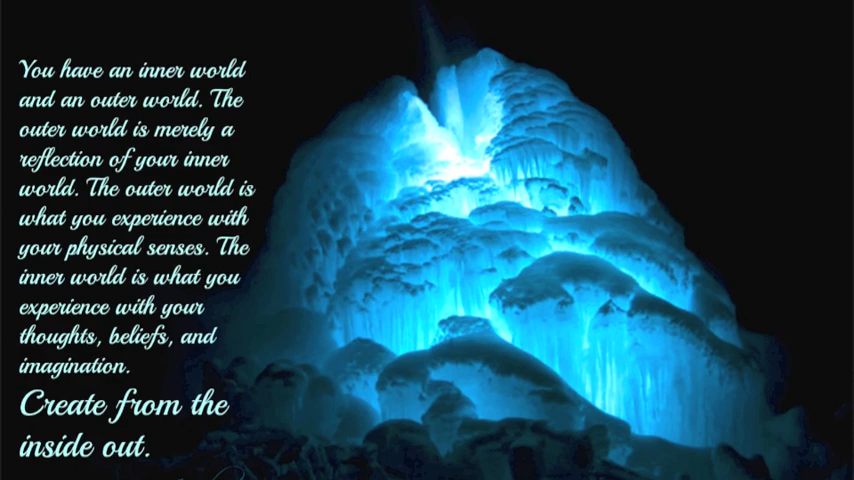 You have an inner world
and an outer world. The
outer world is merely a
reflection of your inner
world. The outer world is
what you experience with
your physical senses. The
inner world is what you
experience with your
thoughts, beliefs, and
imagination.
Create from the
inside out.